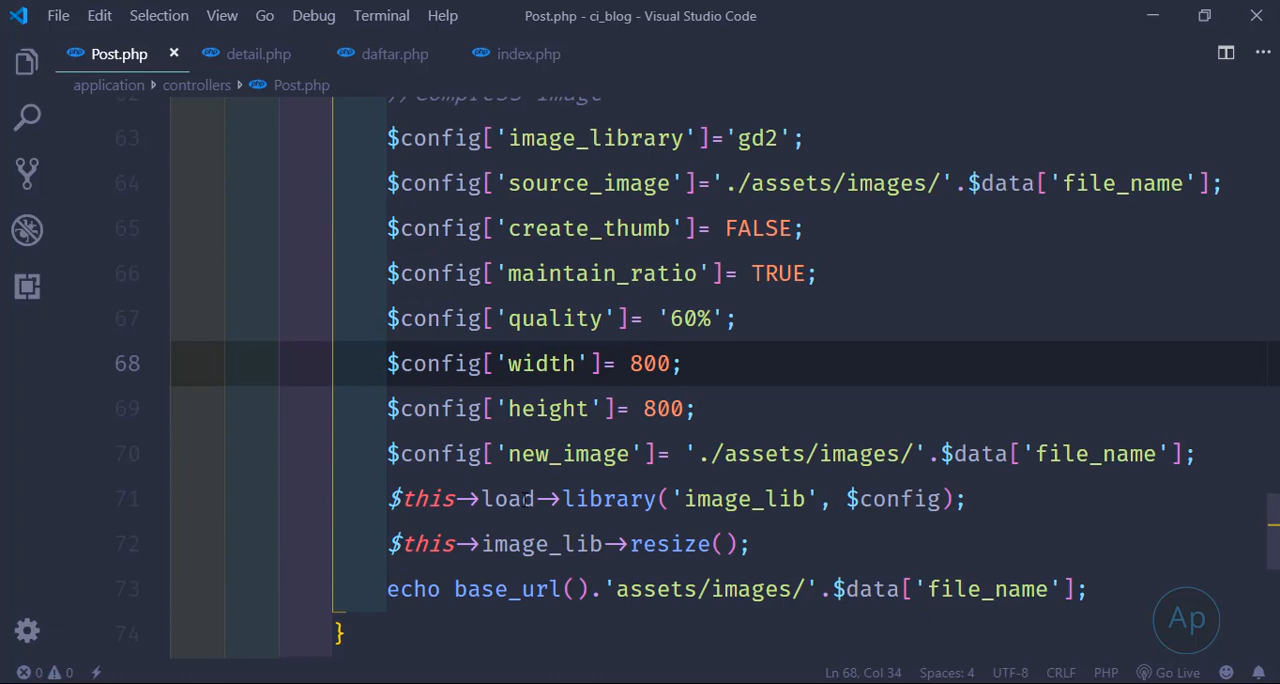 File Edit Selection View Go Debug Terminal Help Post.php - ci_blog - Visual Studio Code
Post.php detail.php daftar.php index.php
application controllers Post.php
62 //Compress Image
63 $config['image_library']='gd2';
64 $config['source_image']='./assets/images/'.$data['file_name'];
65 $config['create_thumb']= FALSE;
66 $config['maintain_ratio']= TRUE;
67 $config['quality']= '60%';
68 $config['width']= 800;
69 $config['height']= 800;
70 $config['new_image']= './assets/images/'.$data['file_name'];
71 $this->load->library('image_lib', $config);
72 $this->image_lib->resize();
73 echo base_url().'assets/images/'.$data['file_name'];
74 }
Ap
0 0 Ln 68, Col 34 Spaces: 4 UTF-8 CRLF PHP Go Live